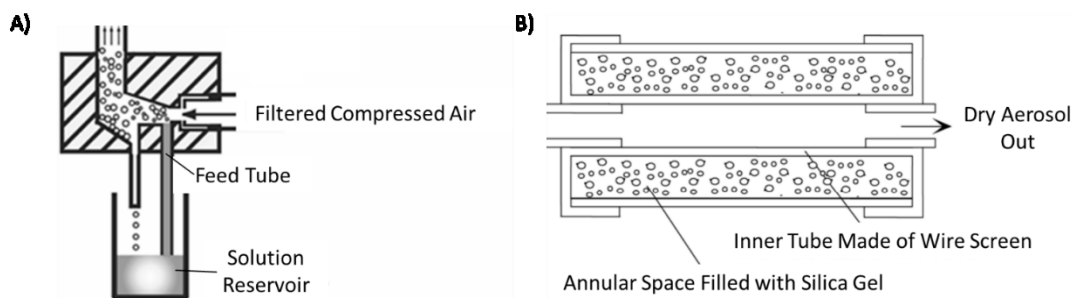 A)
Filtered Compressed Air
Feed Tube
Solution
Reservoir
B)
Dry Aerosol
Out
Inner Tube Made of Wire Screen
Annular Space Filled with Silica Gel